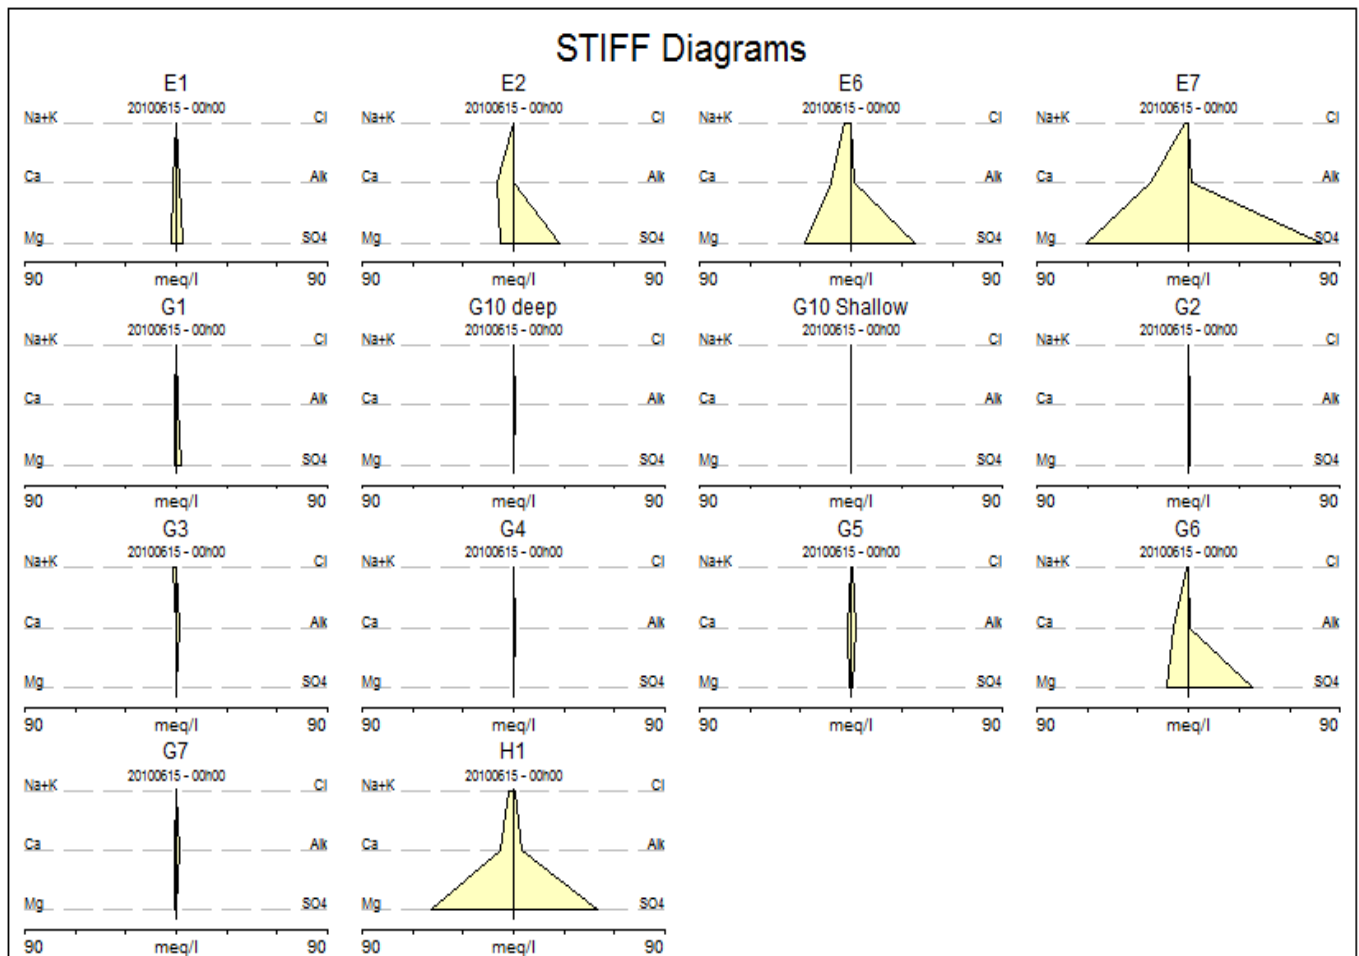 STIFF Diagrams
E1 E2 E6 E7
20100615 - 00h00 20100615 - 00h00 20100615 - 00h00 20100615 - 00h00
Na+K Cl Na+K Cl Na+K Cl Na+K Cl
Ca Alk Ca Alk Ca Alk Ca Alk
Mg SO4 Mg SO4 Mg SO4 Mg SO4
90 meq/l 90 90 meq/l 90 90 meq/l 90 90 meq/l 90
G1 G10 deep G10 Shallow G2
20100615 - 00h00 20100615 - 00h00 20100615 - 00h00 20100615 - 00h00
Na+K Cl Na+K Cl Na+K Cl Na+K Cl
Ca Alk Ca Alk Ca Alk Ca Alk
Mg SO4 Mg SO4 Mg SO4 Mg SO4
90 meq/l 90 90 meq/l 90 90 meq/l 90 90 meq/l 90
G3 G4 G5 G6
20100615 - 00h00 20100615 - 00h00 20100615 - 00h00 20100615 - 00h00
Na+K Cl Na+K Cl Na+K Cl Na+K Cl
Ca Alk Ca Alk Ca Alk Ca Alk
Mg SO4 Mg SO4 Mg SO4 Mg SO4
90 meq/l 90 90 meq/l 90 90 meq/l 90 90 meq/l 90
G7 H1
20100615 - 00h00 20100615 - 00h00
Na+K Cl Na+K Cl
Ca Alk Ca Alk
Mg SO4 Mg SO4
90 meq/l 90 90 meq/l 90